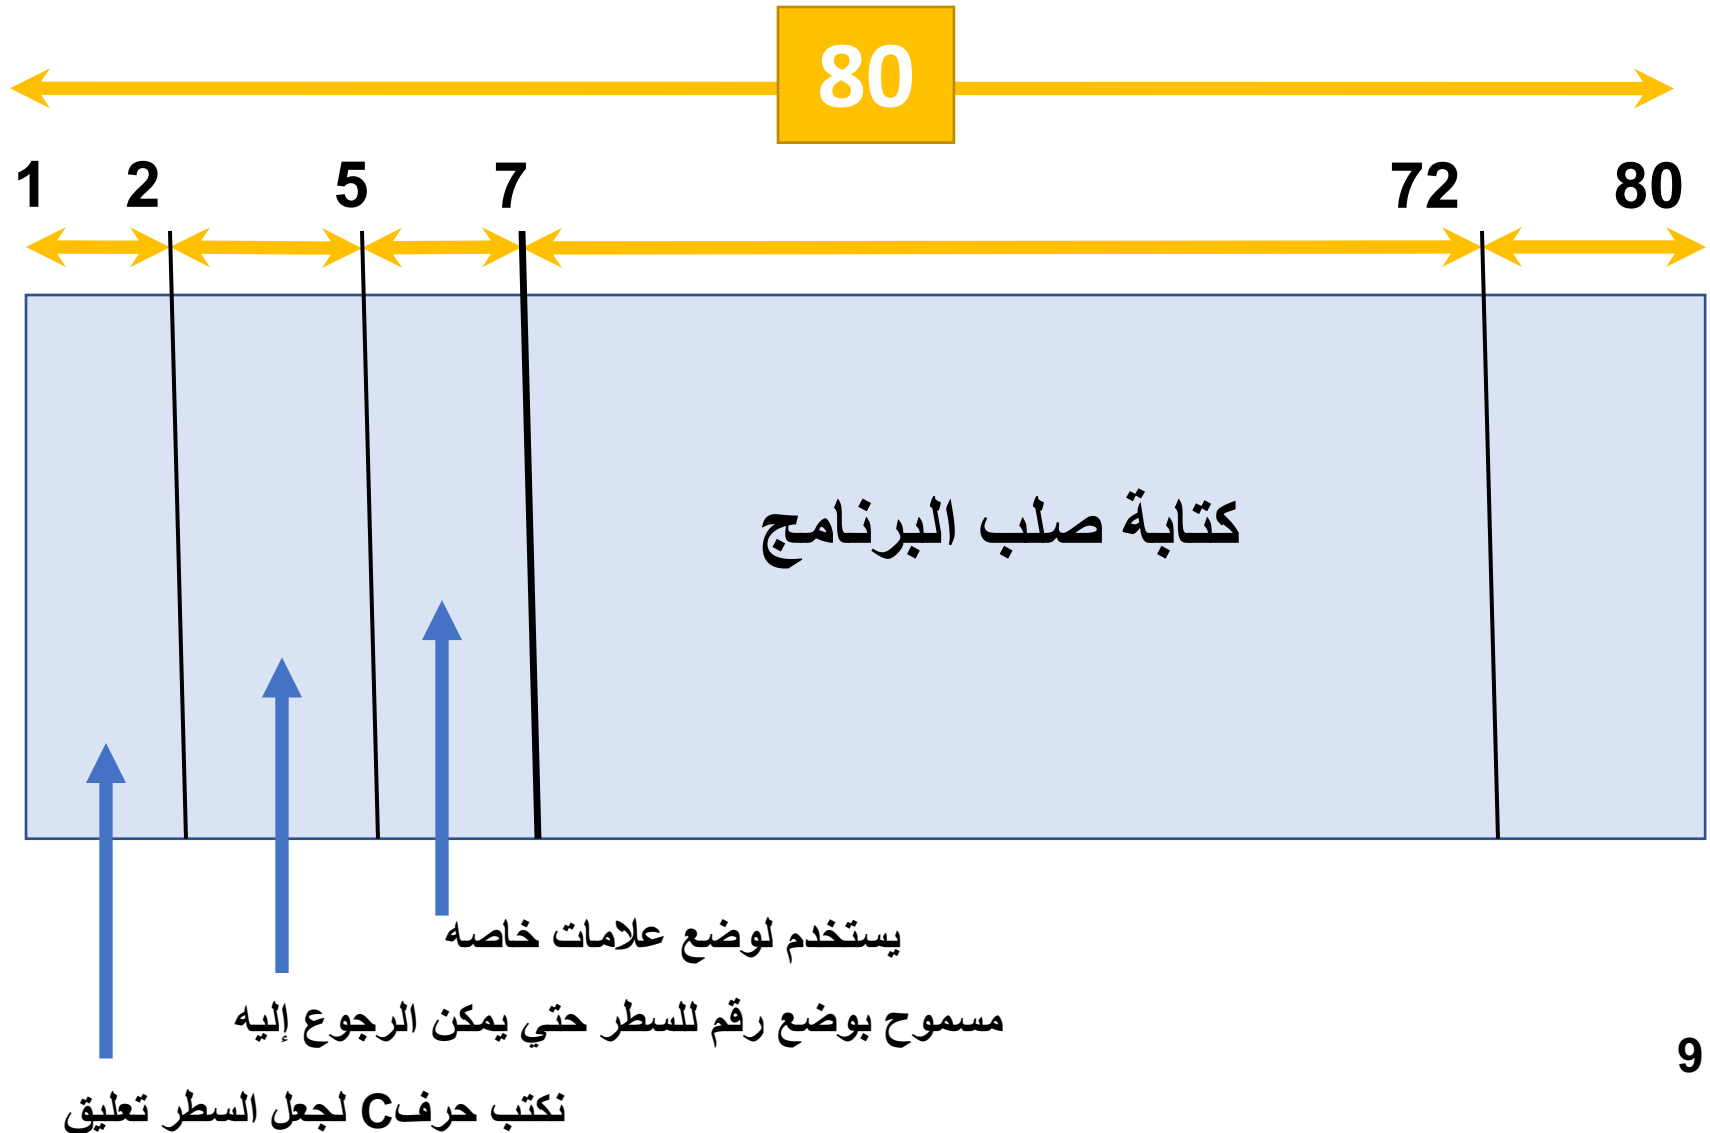 80
1 2 5 7 72 80
كتابة صلب البرنامج
يستخدم لوضع علامات خاصه
مسموح بوضع رقم للسطر حتي يمكن الرجوع إليه
9
نكتب حرفC لجعل السطر تعليق